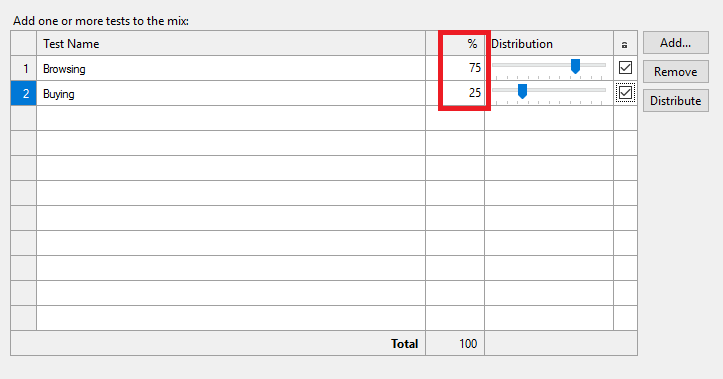 Add one or more tests to the mix:
Test Name % Distribution
1 Browsing 75
2 Buying 25
Total 100
Add...
Remove
Distribute